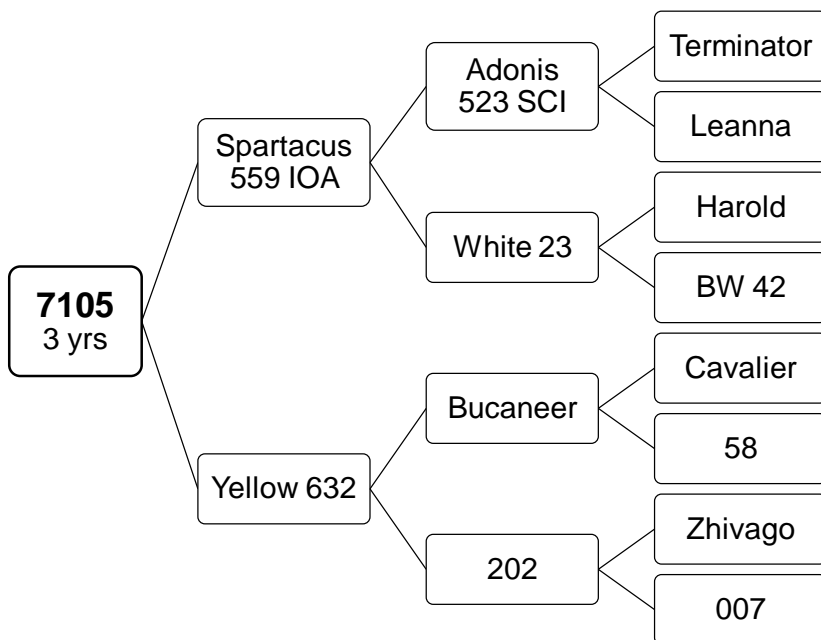 Terminator
Adonis
523 SCI
Leanna
Spartacus
559 IOA
Harold
White 23
BW 42
7105
3 yrs
Cavalier
Bucaneer
58
Yellow 632
Zhivago
202
007